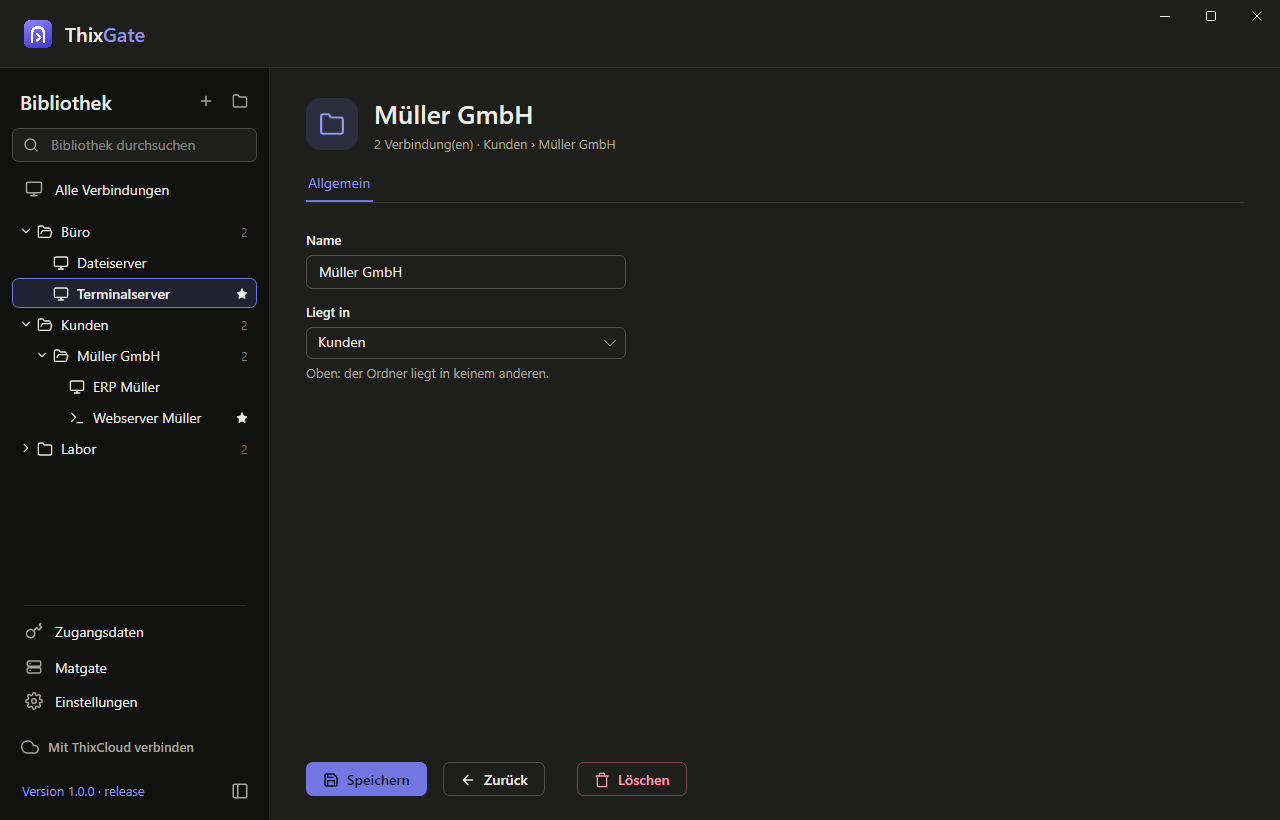 ThixGate
Bibliothek
Bibliothek durchsuchen
Alle Verbindungen
Büro 2
Dateiserver
Terminalserver
Kunden 2
Müller GmbH 2
ERP Müller
Webserver Müller
Labor 2
Zugangsdaten
Matgate
Einstellungen
Mit ThixCloud verbinden
Version 1.0.0 · release
Müller GmbH
2 Verbindung(en) · Kunden › Müller GmbH
Allgemein
Name
Müller GmbH
Liegt in
Kunden
Oben: der Ordner liegt in keinem anderen.
Speichern Zurück Löschen